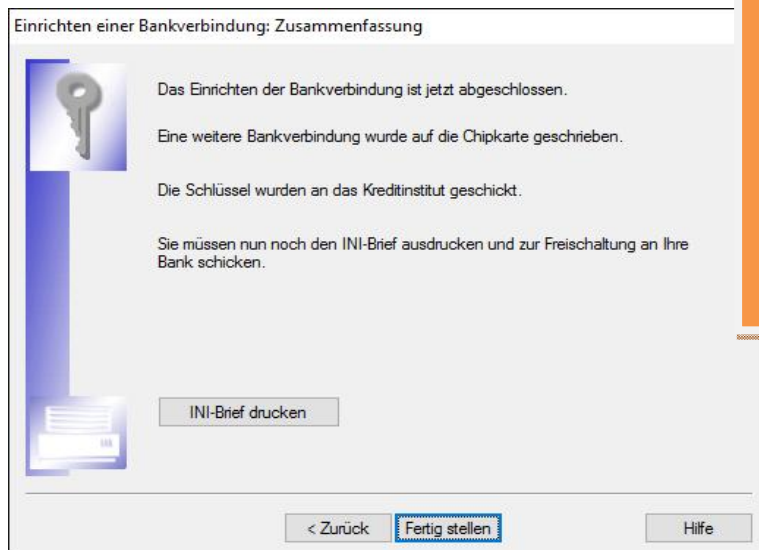 Einrichten einer Bankverbindung: Zusammenfassung
Das Einrichten der Bankverbindung ist jetzt abgeschlossen.
Eine weitere Bankverbindung wurde auf die Chipkarte geschrieben.
Die Schlüssel wurden an das Kreditinstitut geschickt.
Sie müssen nun noch den INI-Brief ausdrucken und zur Freischaltung an Ihre
Bank schicken.
INI-Brief drucken
< Zurück
Fertig stellen
Hilfe